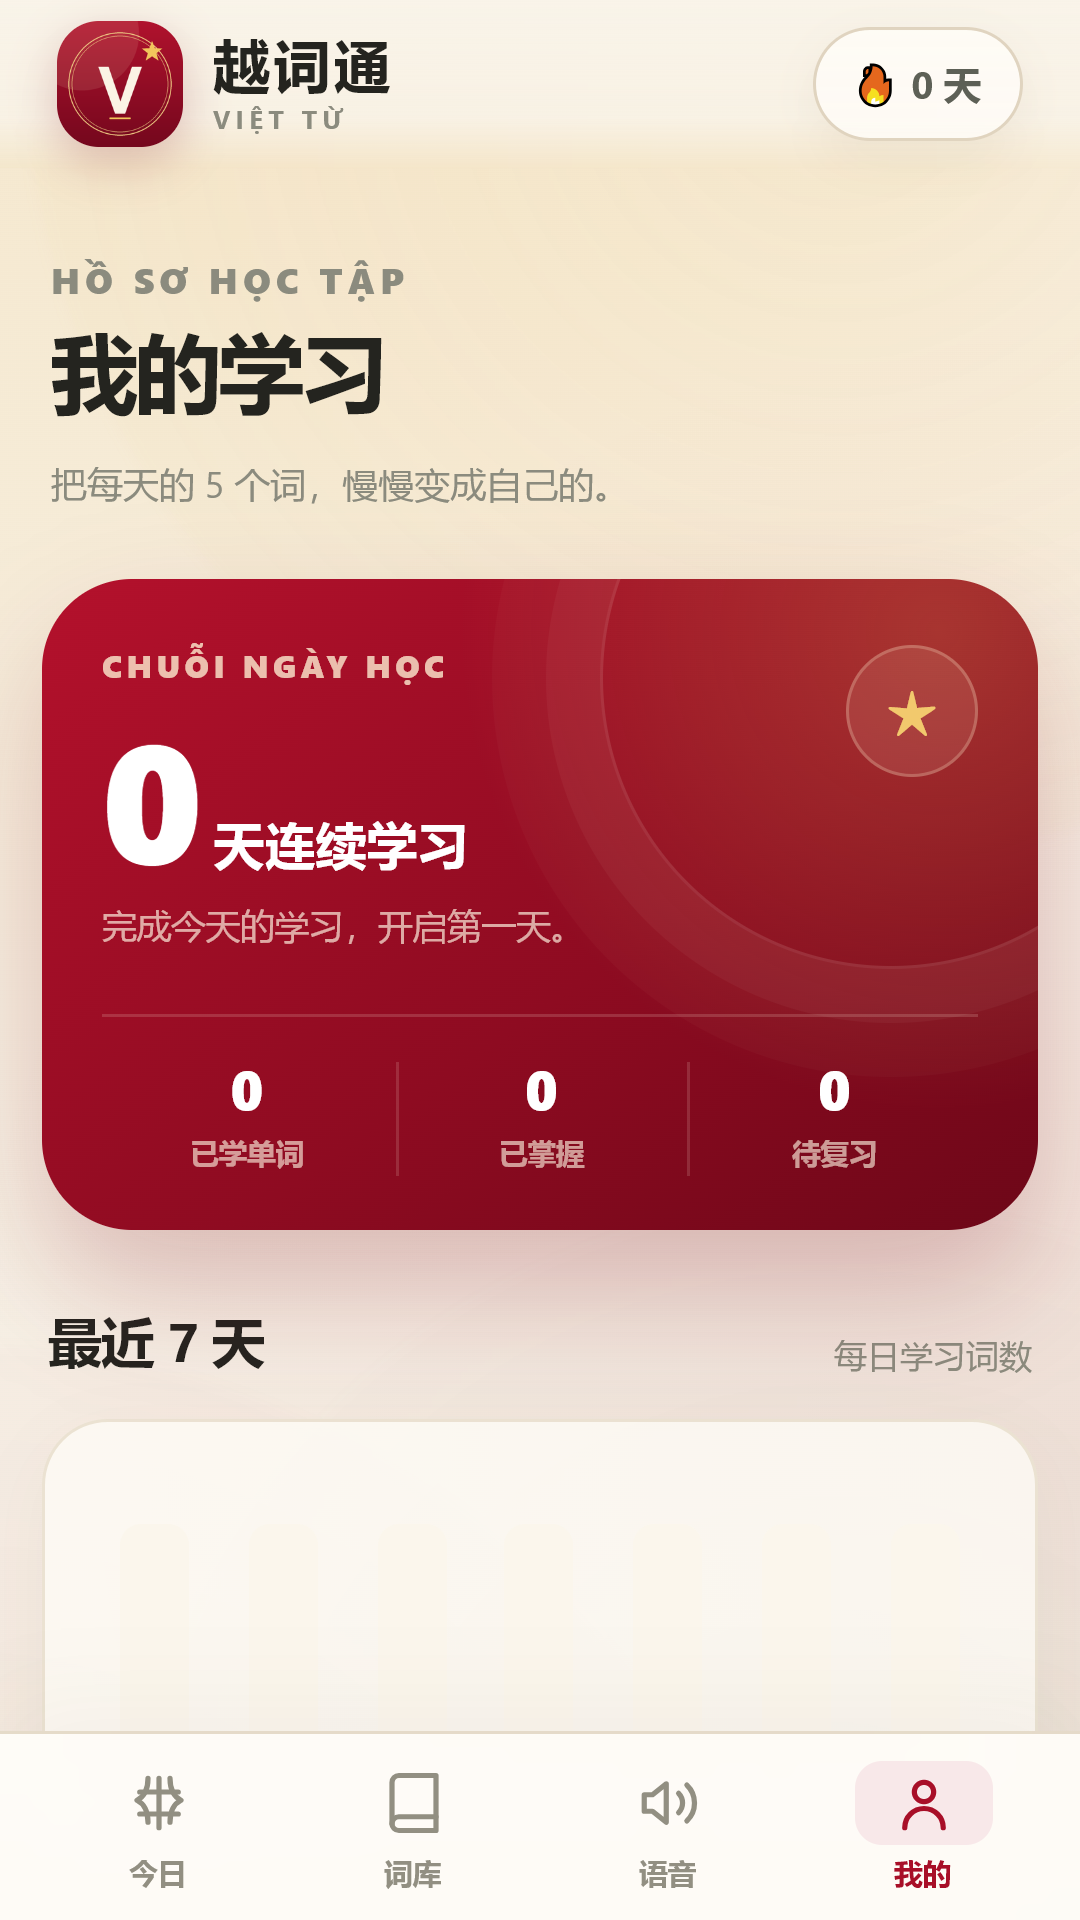 V
越词通
VIỆT TỪ
0 天
HỒ SƠ HỌC TẬP
我的学习
把每天的 5 个词，慢慢变成自己的。
CHUỖI NGÀY HỌC
0 天连续学习
完成今天的学习，开启第一天。
0 0 0
已学单词 已掌握 待复习
最近 7 天
每日学习词数
今日 词库 语音 我的